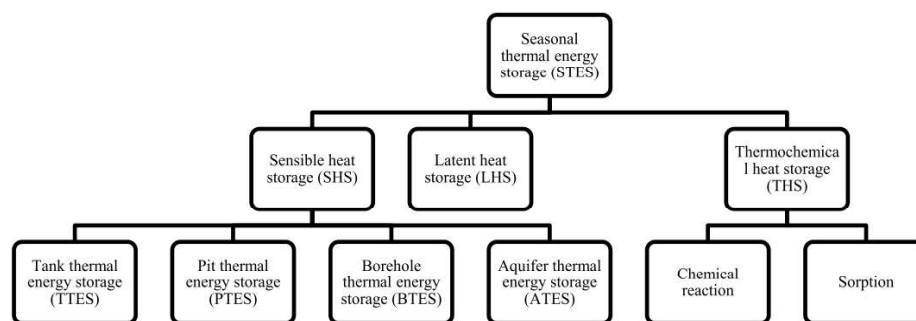 Seasonal
thermal energy
storage (STES)
Sensible heat
storage (SHS)
Latent heat
storage (LHS)
Thermochemica
l heat storage
(THS)
Tank thermal
energy storage
(TTES)
Pit thermal
energy storage
(PTES)
Borehole
thermal energy
storage (BTES)
Aquifer thermal
energy storage
(ATES)
Chemical
reaction
Sorption